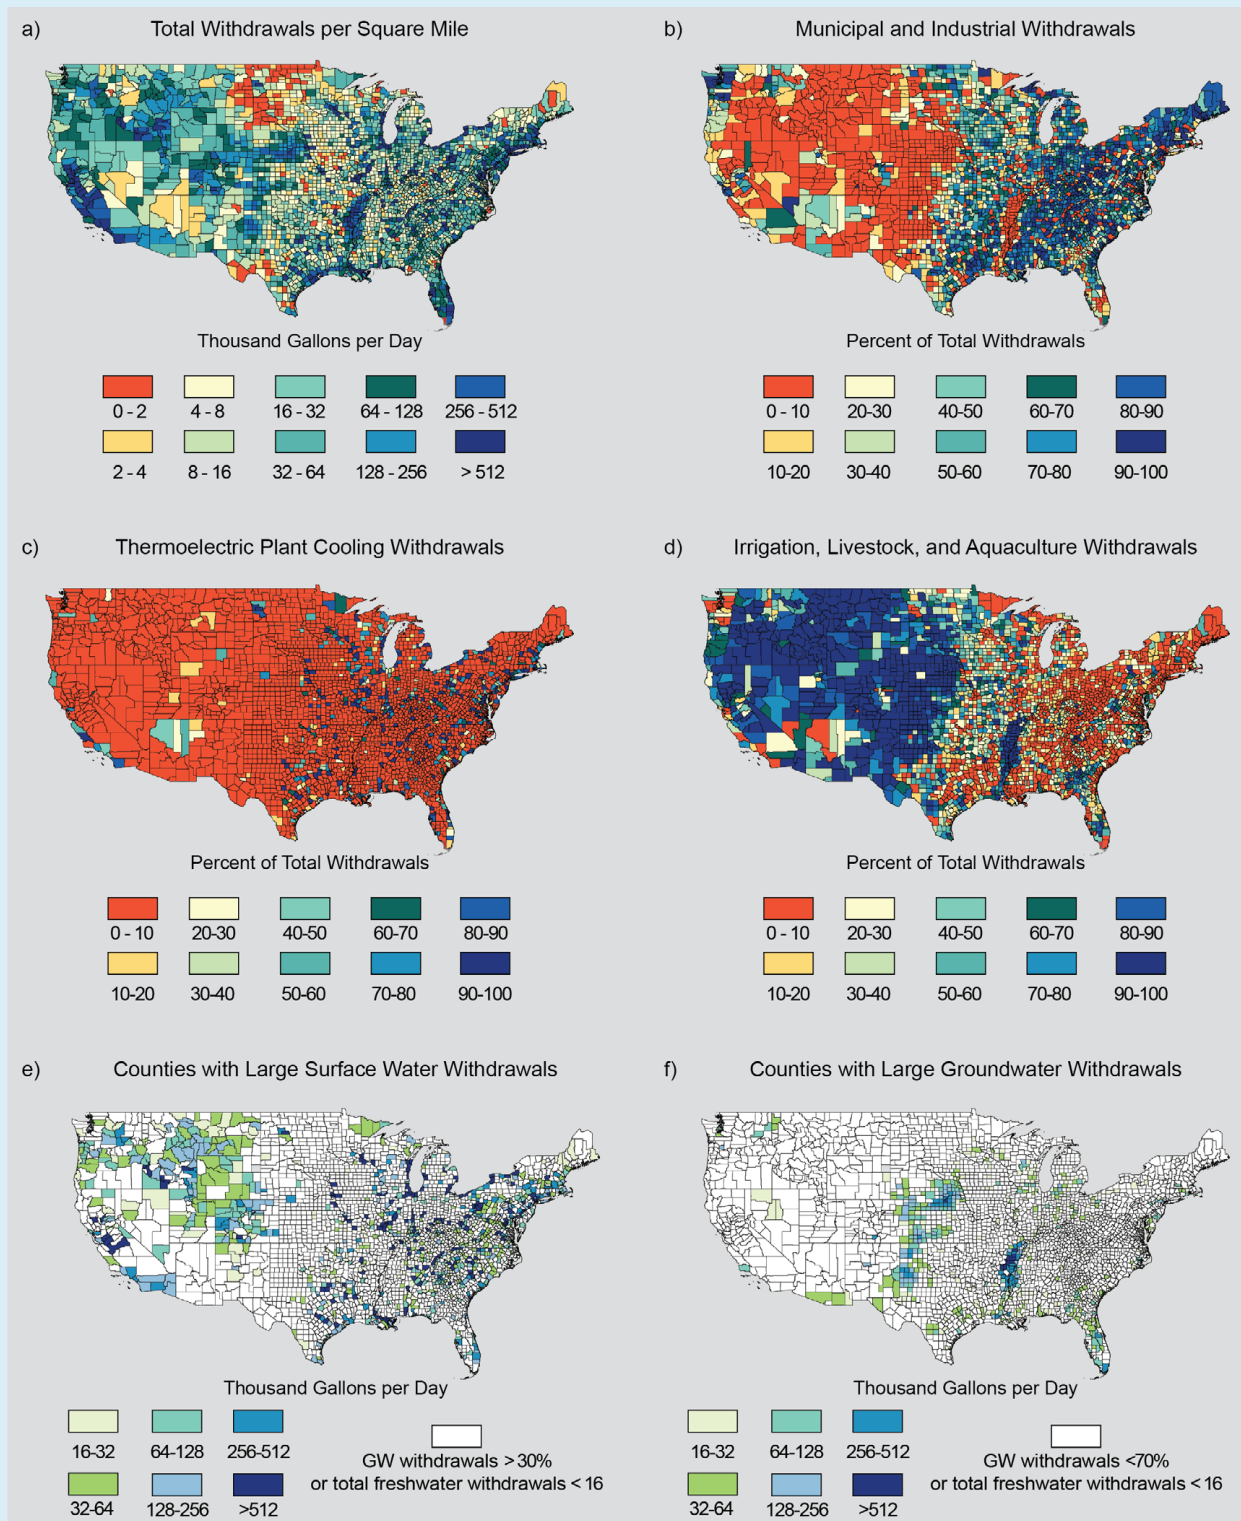 a) Total Withdrawals per Square Mile
Thousand Gallons per Day
0 - 2 4 - 8 16 - 32 64 - 128 256 - 512
2 - 4 8 - 16 32 - 64 128 - 256 > 512
b) Municipal and Industrial Withdrawals
Percent of Total Withdrawals
0 - 10 20-30 40-50 60-70 80-90
10-20 30-40 50-60 70-80 90-100
c) Thermoelectric Plant Cooling Withdrawals
Percent of Total Withdrawals
0 - 10 20-30 40-50 60-70 80-90
10-20 30-40 50-60 70-80 90-100
d) Irrigation, Livestock, and Aquaculture Withdrawals
Percent of Total Withdrawals
0 - 10 20-30 40-50 60-70 80-90
10-20 30-40 50-60 70-80 90-100
e) Counties with Large Surface Water Withdrawals
Thousand Gallons per Day
16-32 64-128 256-512
32-64 128-256 >512
GW withdrawals > 30%
or total freshwater withdrawals < 16
f) Counties with Large Groundwater Withdrawals
Thousand Gallons per Day
16-32 64-128 256-512
32-64 128-256 >512
GW withdrawals <70%
or total freshwater withdrawals < 16